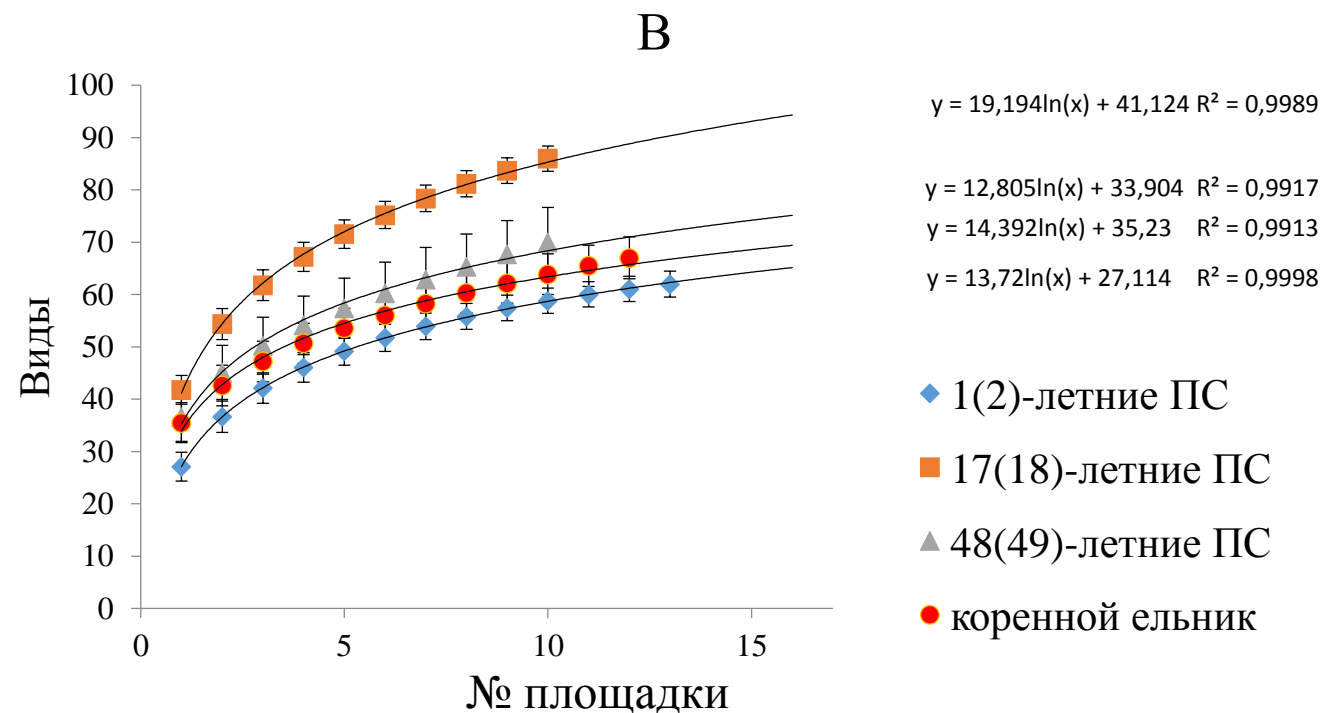 В
100
90
80
70
60
50
40
30
20
10
0
Виды
0 5 10 15
№ площадки
y = 19,194ln(x) + 41,124 R² = 0,9989
y = 12,805ln(x) + 33,904 R² = 0,9917
y = 14,392ln(x) + 35,23 R² = 0,9913
y = 13,72ln(x) + 27,114 R² = 0,9998
1(2)-летние ПС
17(18)-летние ПС
48(49)-летние ПС
коренной ельник